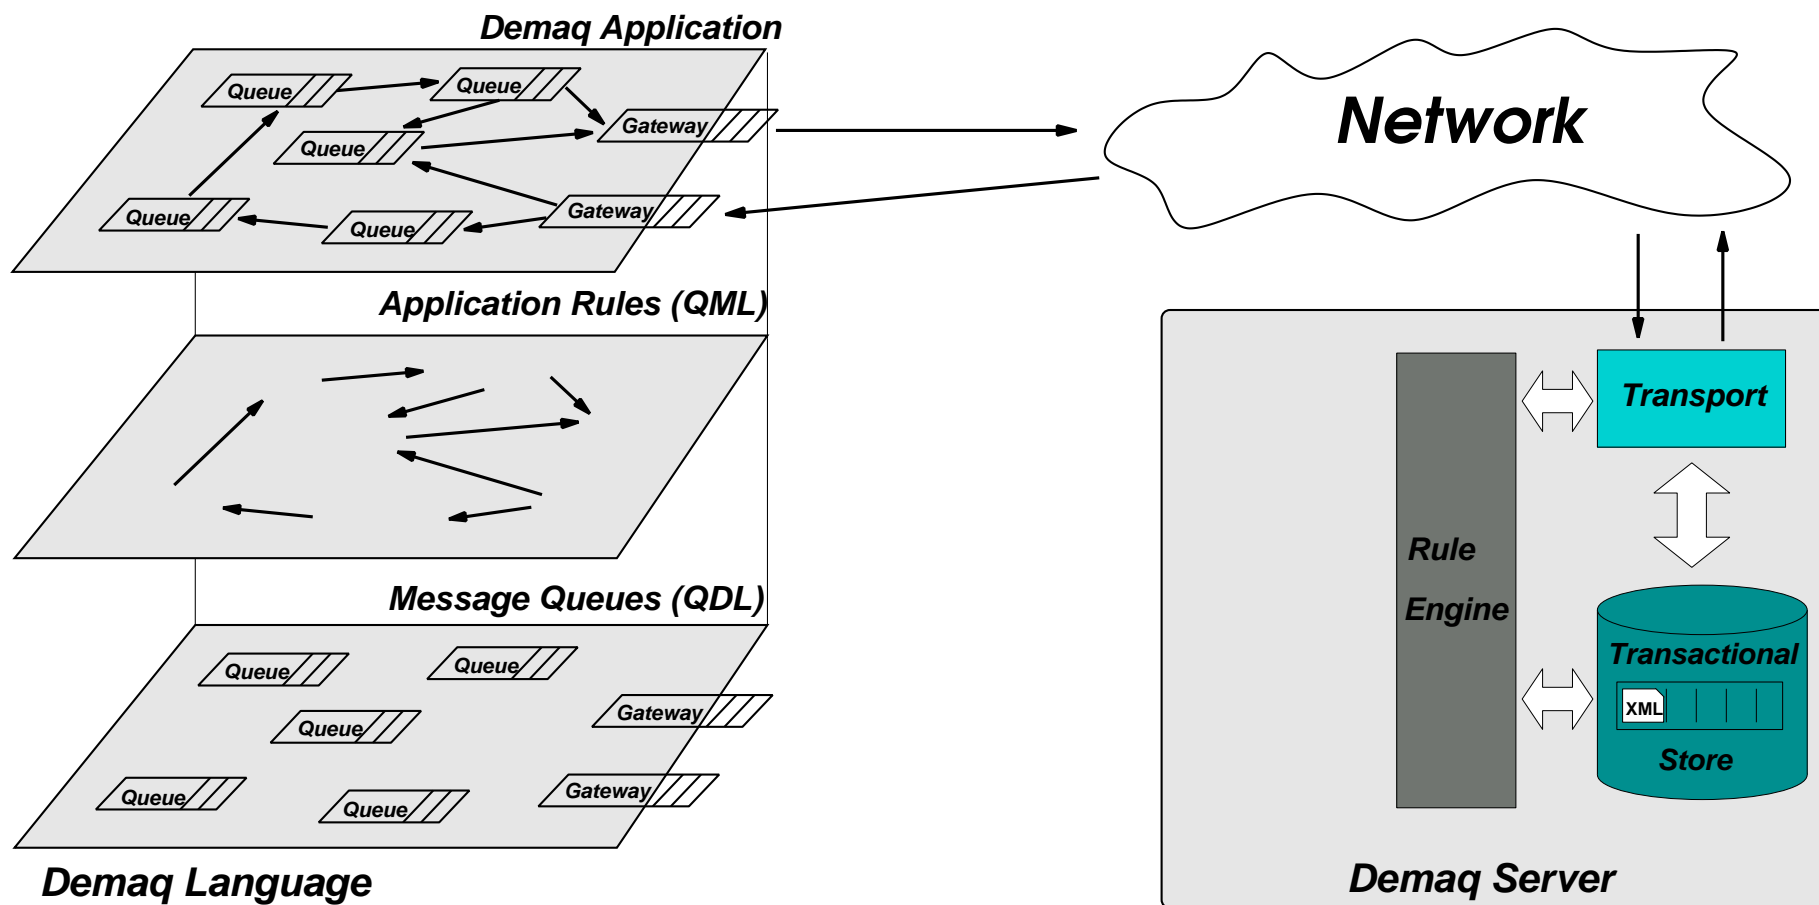 Demaq Application
Queue
Queue
Gateway
Queue
Queue
Queue
Gateway
Network
Application Rules (QML)
Message Queues (QDL)
Queue
Queue
Gateway
Queue
Queue
Queue
Gateway
Demaq Language
Transport
Rule
Engine
Transactional
XML
Store
Demaq Server